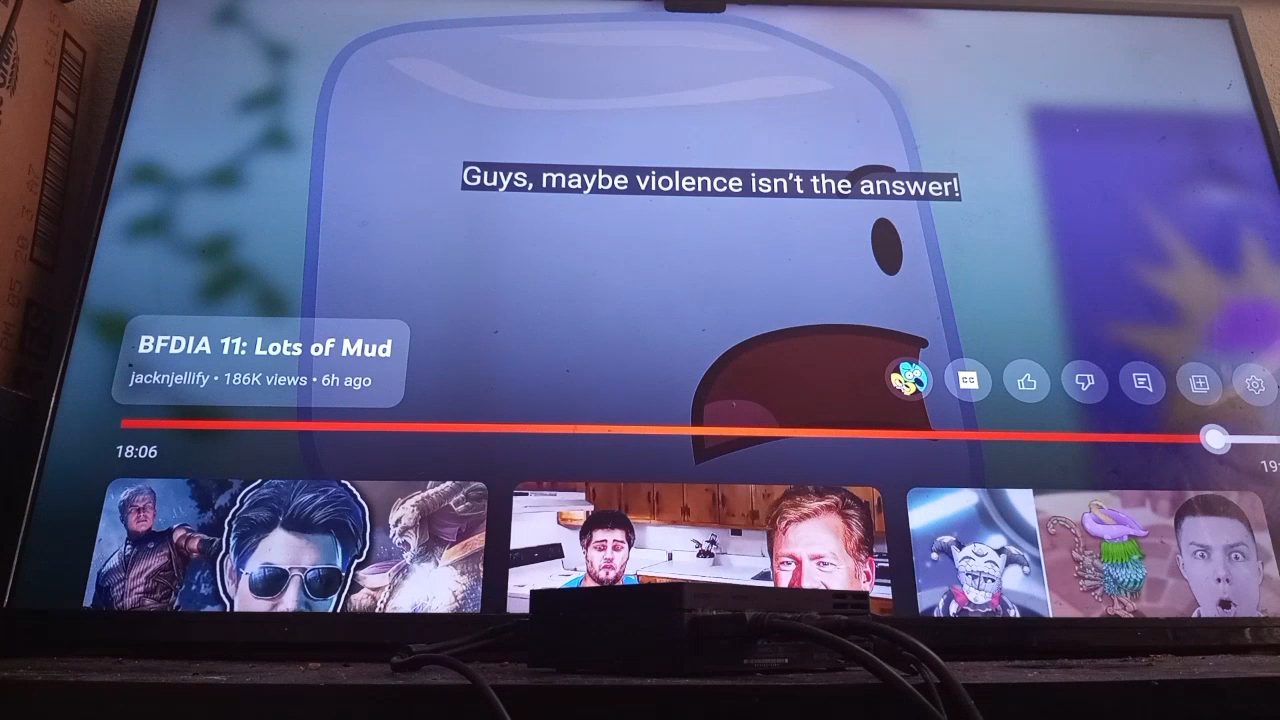 Guys, maybe violence isn't the answer!
BFDIA 11: Lots of Mud
jacknjellify • 186K views • 6h ago
CC
18:06
19: